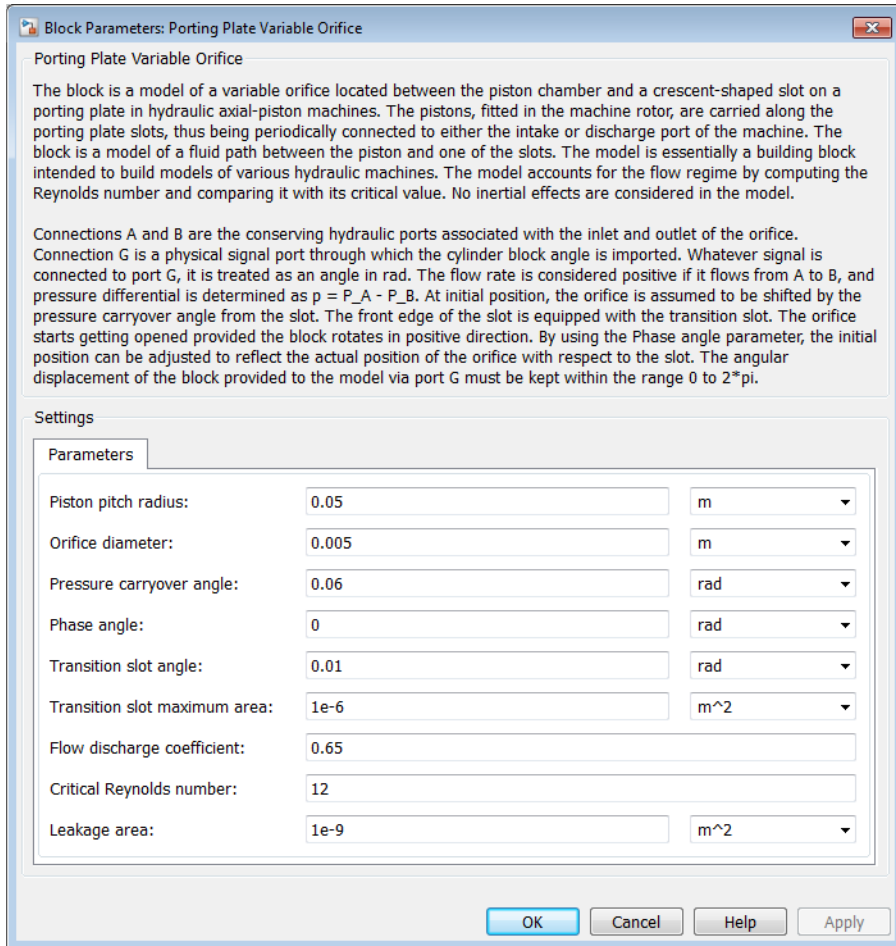 Block Parameters: Porting Plate Variable Orifice
Porting Plate Variable Orifice
The block is a model of a variable orifice located between the piston chamber and a crescent-shaped slot on a
porting plate in hydraulic axial-piston machines. The pistons, fitted in the machine rotor, are carried along the
porting plate slots, thus being periodically connected to either the intake or discharge port of the machine. The
block is a model of a fluid path between the piston and one of the slots. The model is essentially a building block
intended to build models of various hydraulic machines. The model accounts for the flow regime by computing the
Reynolds number and comparing it with its critical value. No inertial effects are considered in the model.
Connections A and B are the conserving hydraulic ports associated with the inlet and outlet of the orifice.
Connection G is a physical signal port through which the cylinder block angle is imported. Whatever signal is
connected to port G, it is treated as an angle in rad. The flow rate is considered positive if it flows from A to B, and
pressure differential is determined as p = P_A - P_B. At initial position, the orifice is assumed to be shifted by the
pressure carryover angle from the slot. The front edge of the slot is equipped with the transition slot. The orifice
starts getting opened provided the block rotates in positive direction. By using the Phase angle parameter, the initial
position can be adjusted to reflect the actual position of the orifice with respect to the slot. The angular
displacement of the block provided to the model via port G must be kept within the range 0 to 2*pi.
Settings
Parameters
Piston pitch radius: 0.05 m
Orifice diameter: 0.005 m
Pressure carryover angle: 0.06 rad
Phase angle: 0 rad
Transition slot angle: 0.01 rad
Transition slot maximum area: 1e-6 m^2
Flow discharge coefficient: 0.65
Critical Reynolds number: 12
Leakage area: 1e-9 m^2
OK Cancel Help Apply